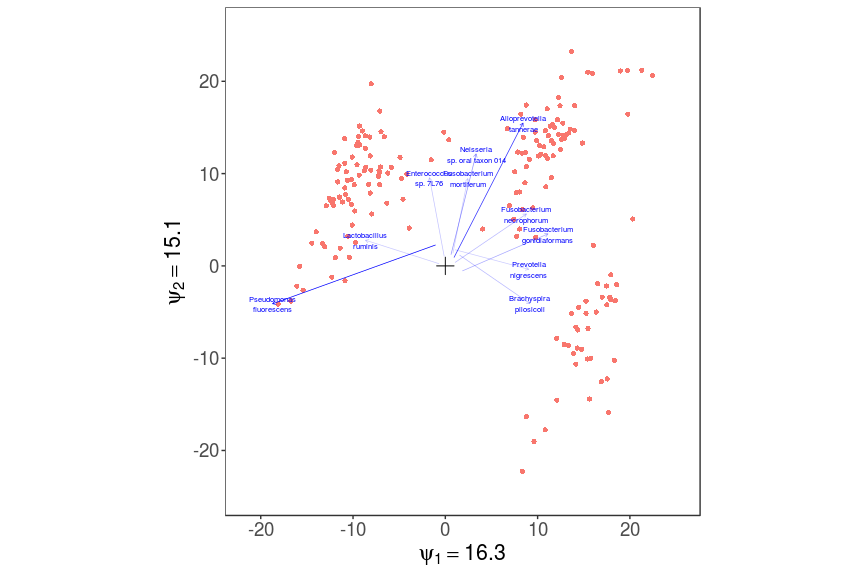 20
10
0
-10
-20
ψ2 = 15.1
Alloprevotella
tannerae
Neisseria
sp. oral taxon 014
Enterococcus
sp. 7L76
Fusobacterium
mortiferum
Fusobacterium
necrophorum
Fusobacterium
gonidiaformans
Lactobacillus
ruminis
Prevotella
nigrescens
Pseudomonas
fluorescens
Brachyspira
pilosicoli
-20 -10 0 10 20
ψ1 = 16.3